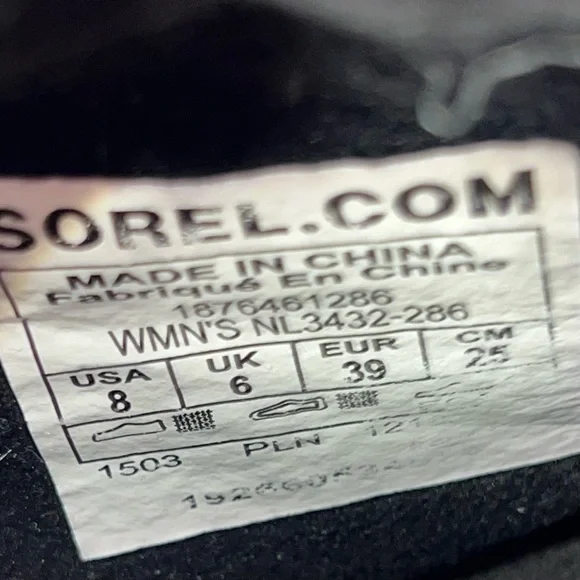 SOREL.COM
MADE IN CHINA
Fabriqué En Chine
1876461286
WMN'S NL3432-286
USA UK EUR CM
8 6 39 25
1503 PLN